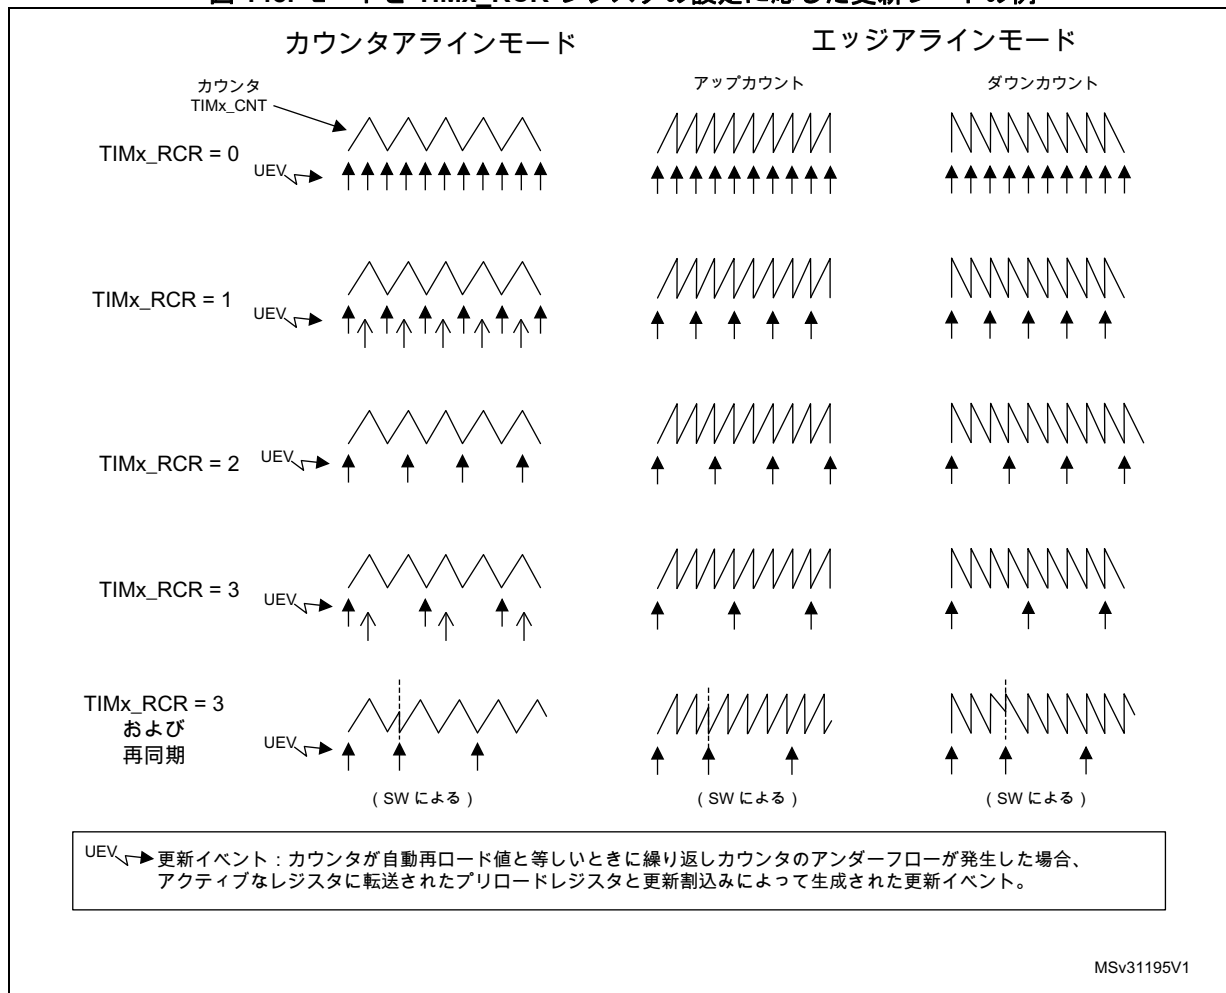 カウンタアラインモード
エッジアラインモード
カウンタ
TIMx_CNT
アップカウント
ダウンカウント
TIMx_RCR = 0
UEV
TIMx_RCR = 1
UEV
TIMx_RCR = 2
UEV
TIMx_RCR = 3
UEV
TIMx_RCR = 3
および
再同期
UEV
( SW による )
( SW による )
( SW による )
UEV 更新イベント : カウンタが自動再ロード値と等しいときに繰り返しカウンタのアンダーフローが発生した場合、
アクティブなレジスタに転送されたプリロードレジスタと更新割込みによって生成された更新イベント。
MSv31195V1